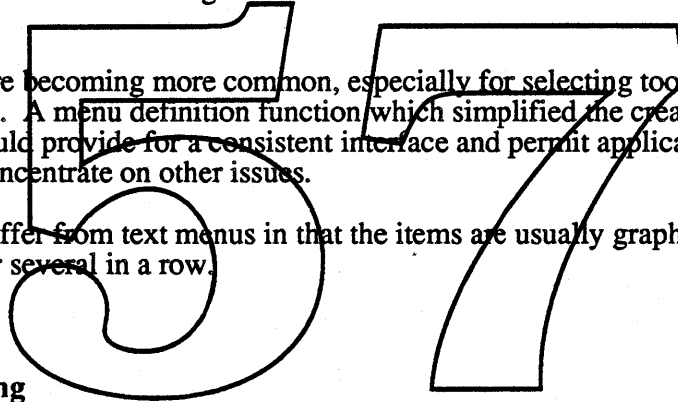 57
re becoming more common, especially for selecting too
. A menu definition function which simplified the crea
uld provide for a consistent interface and permit applica
ncentrate on other issues.
ffer from text menus in that the items are usually graph
r several in a row.
ng